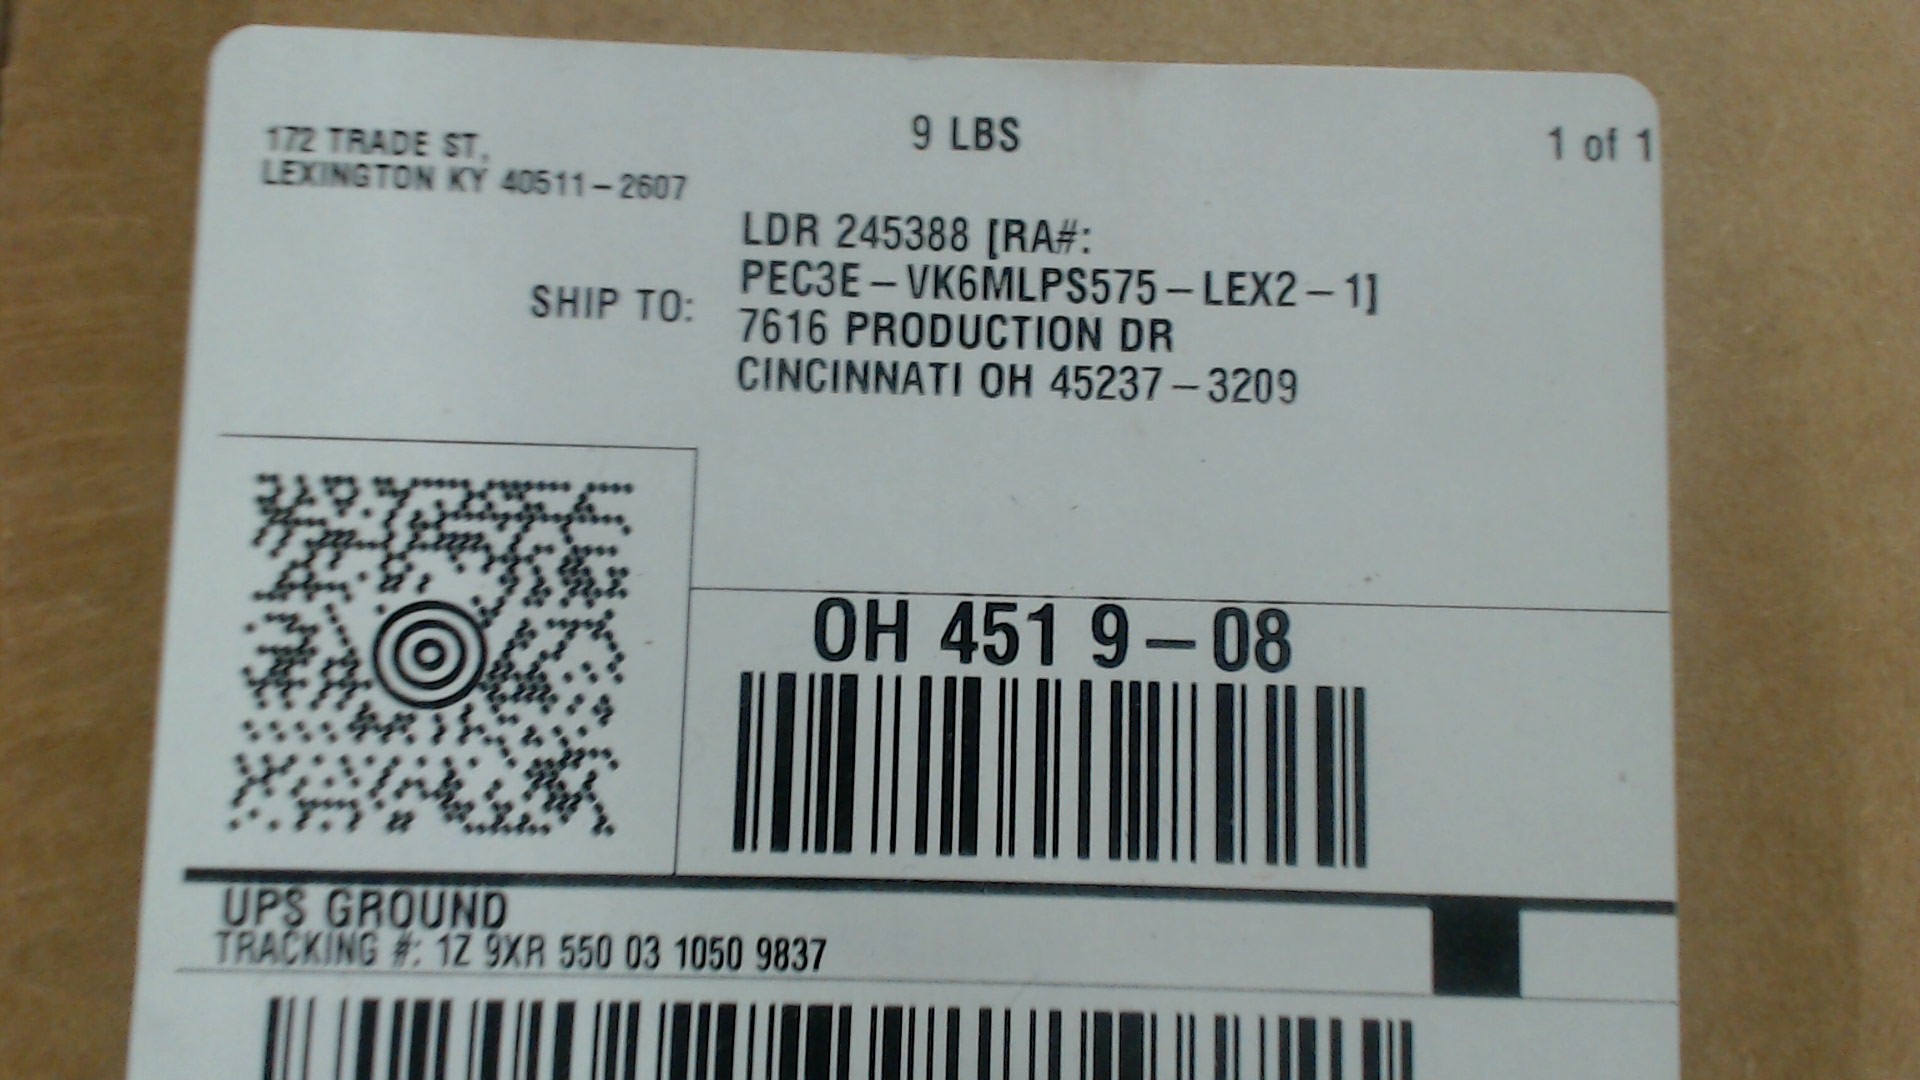 172 TRADE ST,
LEXINGTON KY 40511-2607
9 LBS
1 of 1
SHIP TO:
LDR 245388 [RA#:
PEC3E-VK6MLPS575-LEX2-1]
7616 PRODUCTION DR
CINCINNATI OH 45237-3209
OH 451 9-08
UPS GROUND
TRACKING #: 1Z 9XR 550 03 1050 9837